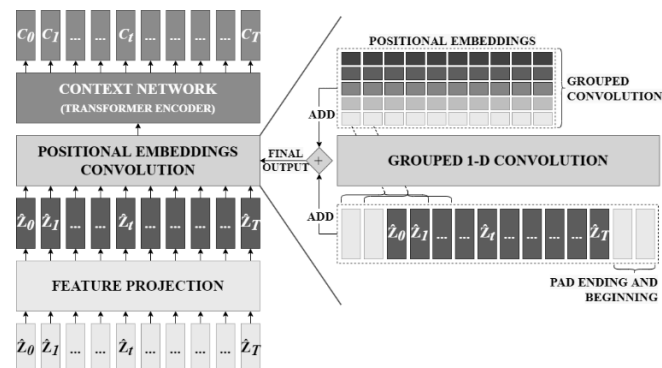 C0 C1 ... ... Ct ... ... ... ... CT
CONTEXT NETWORK
(TRANSFORMER ENCODER)
POSITIONAL EMBEDDINGS
CONVOLUTION
Ẑ0 Ẑ1 ... ... Ẑt ... ... ... ... ẐT
FEATURE PROJECTION
Ẑ0 Ẑ1 ... ... Ẑt ... ... ... ... ẐT
POSITIONAL EMBEDDINGS
GROUPED
CONVOLUTION
ADD
FINAL
OUTPUT
+
GROUPED 1-D CONVOLUTION
ADD
Ẑ0 Ẑ1 ... ... Ẑt ... ... ... ... ẐT
PAD ENDING AND
BEGINNING